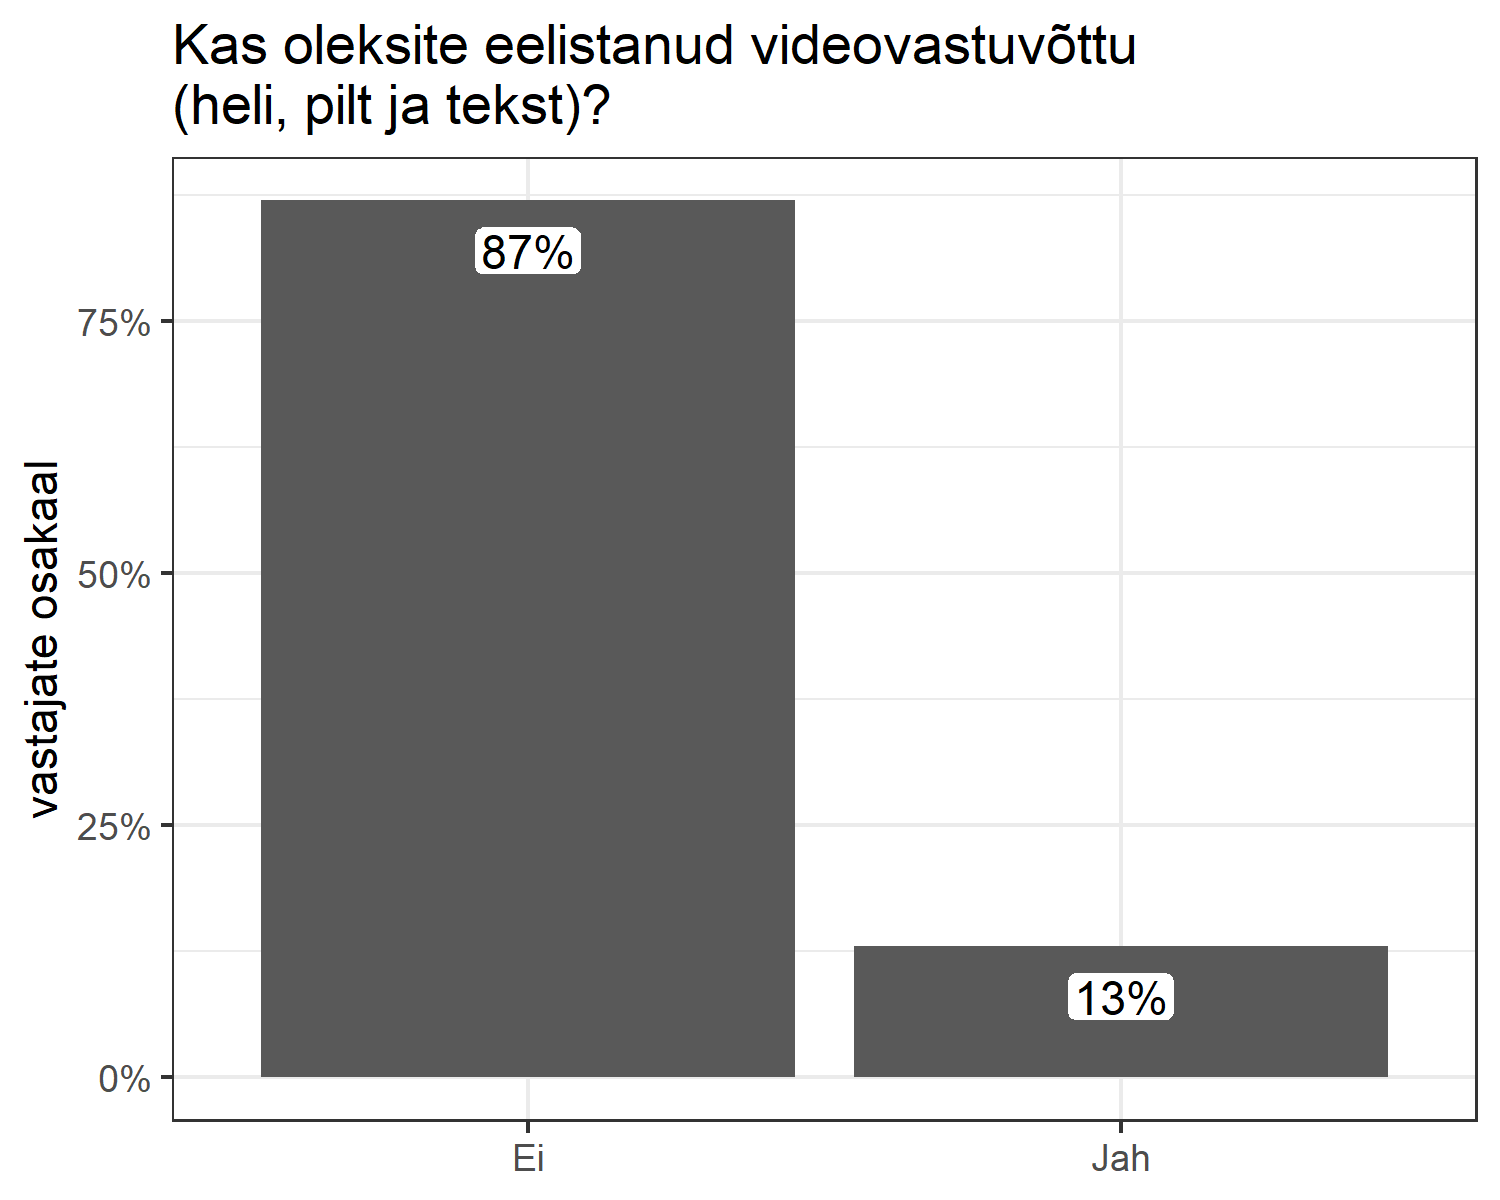 Kas oleksite eelistanud videovastuvõttu
(heli, pilt ja tekst)?
87%
75%
50%
vastajate osakaal
25%
13%
0%
Ei
Jah